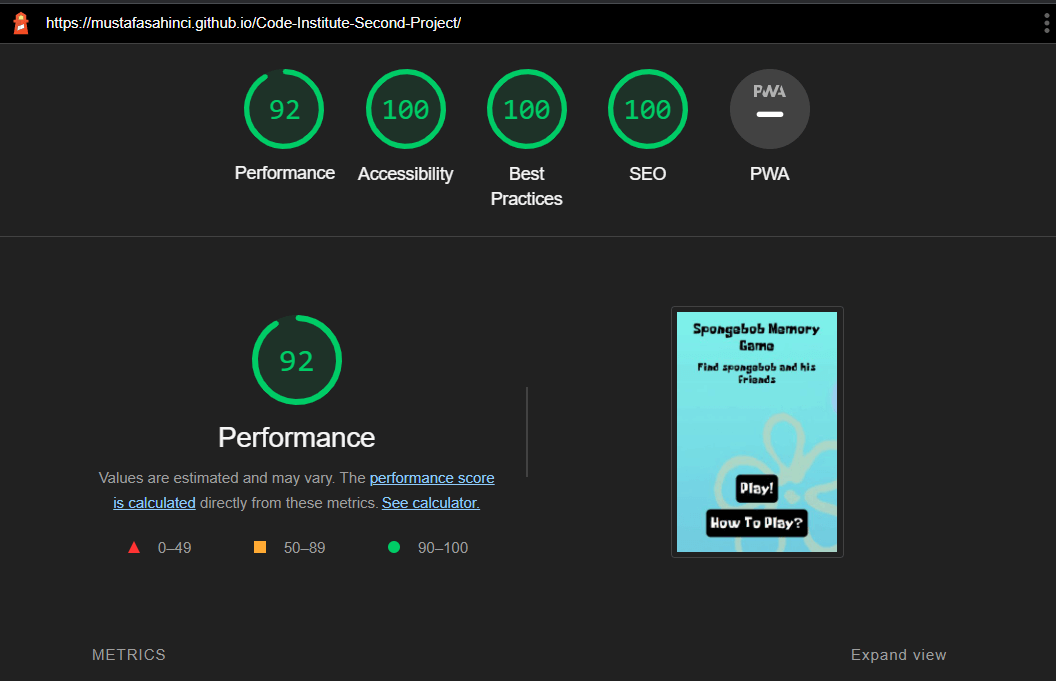 https://mustafasahinci.github.io/Code-Institute-Second-Project/
92
100
100
100
PWA
Performance
Accessibility
Best
Practices
SEO
PWA
92
Performance
Values are estimated and may vary. The performance score
is calculated directly from these metrics. See calculator.
0–49
50–89
90–100
Spongebob Memory
Game
Find spongebob and his
friends
Play!
How To Play?
METRICS
Expand view